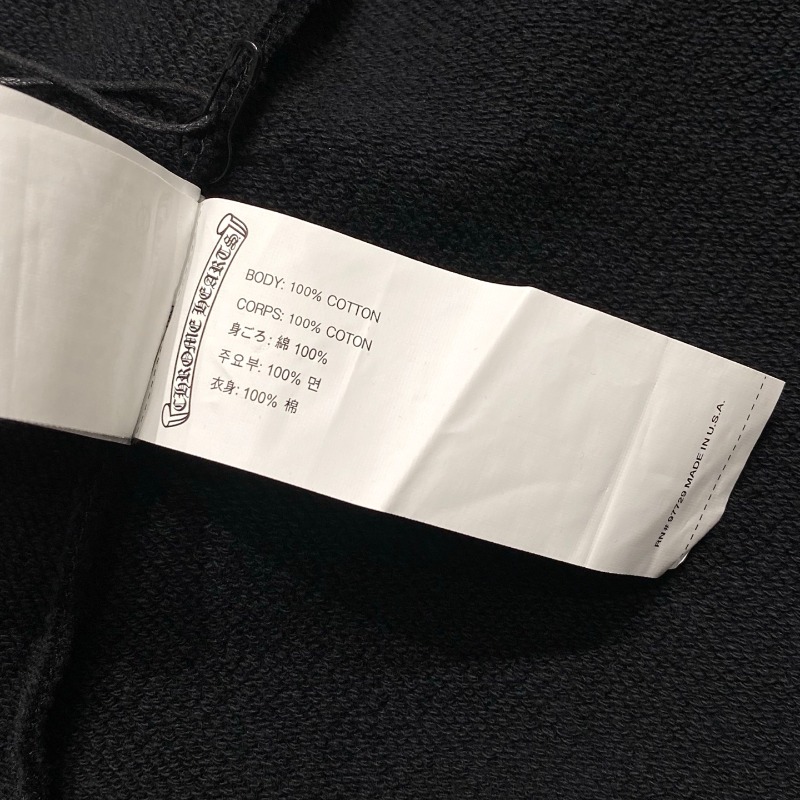 CHROME HEARTS
BODY: 100% COTTON
CORPS: 100% COTON
身ごろ: 綿 100%
주요부: 100% 면
衣身: 100% 棉
RN# 97729 MADE IN U.S.A.